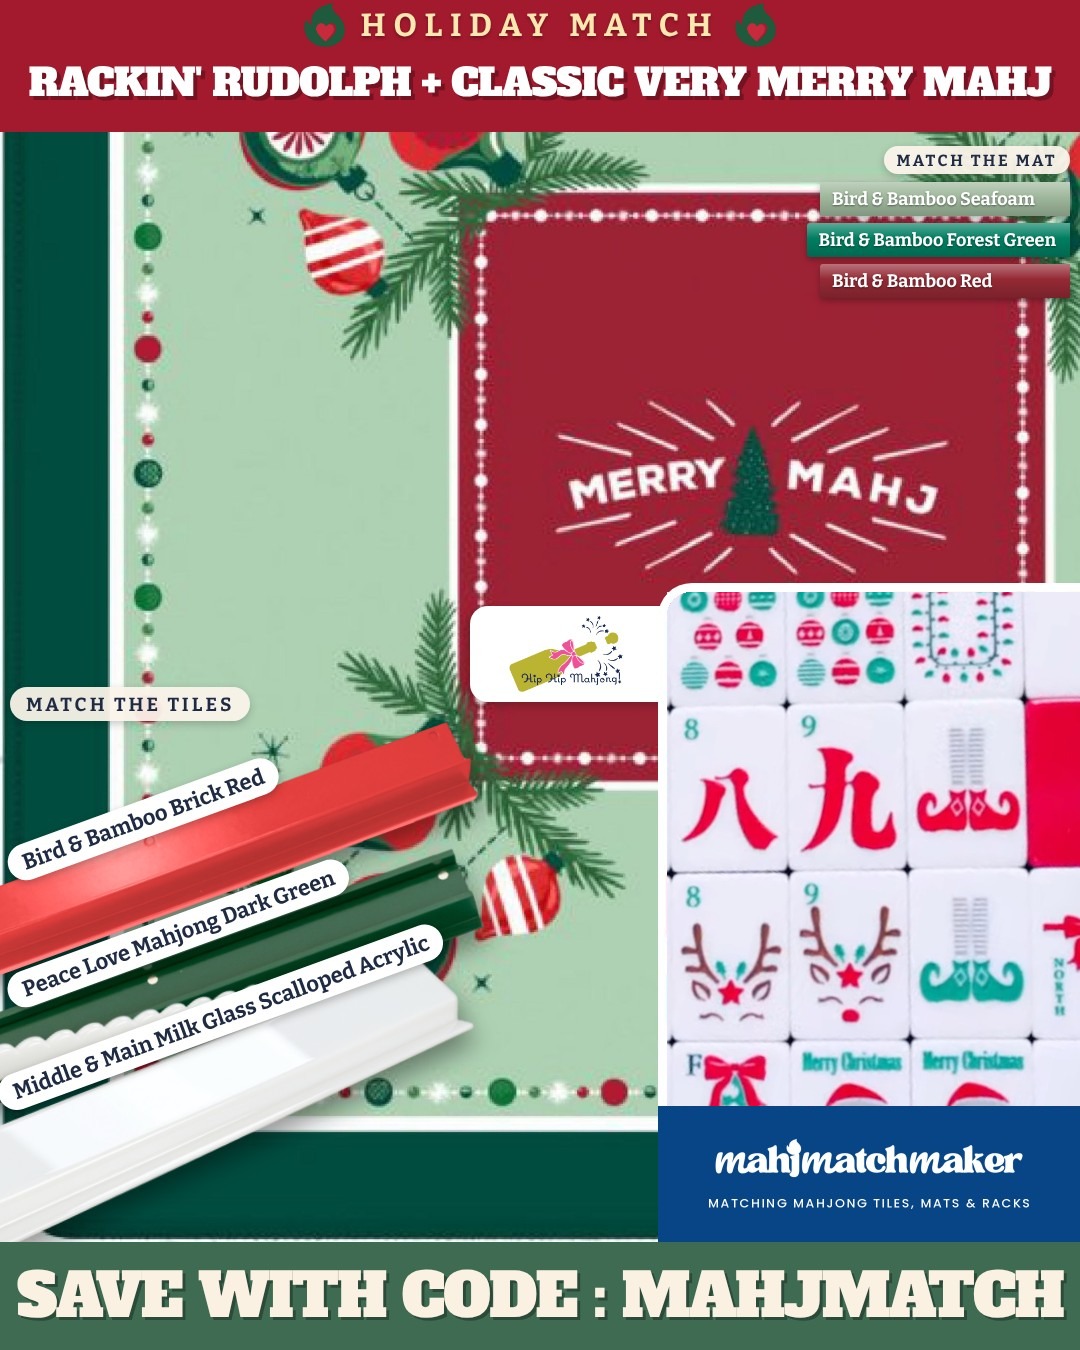 HOLIDAY MATCH
RACKIN' RUDOLPH + CLASSIC VERY MERRY MAHJ
MATCH THE MAT
Bird & Bamboo Seafoam
Bird & Bamboo Forest Green
Bird & Bamboo Red
MERRY MAHJ
Hip Hip Mahjong!
MATCH THE TILES
Bird & Bamboo Brick Red
Peace Love Mahjong Dark Green
Middle & Main Milk Glass Scalloped Acrylic
8 9
八 九
8 9
NORTH
F Merry Christmas Merry Christmas
mahjmatchmaker
MATCHING MAHJONG TILES, MATS & RACKS
SAVE WITH CODE : MAHJMATCH